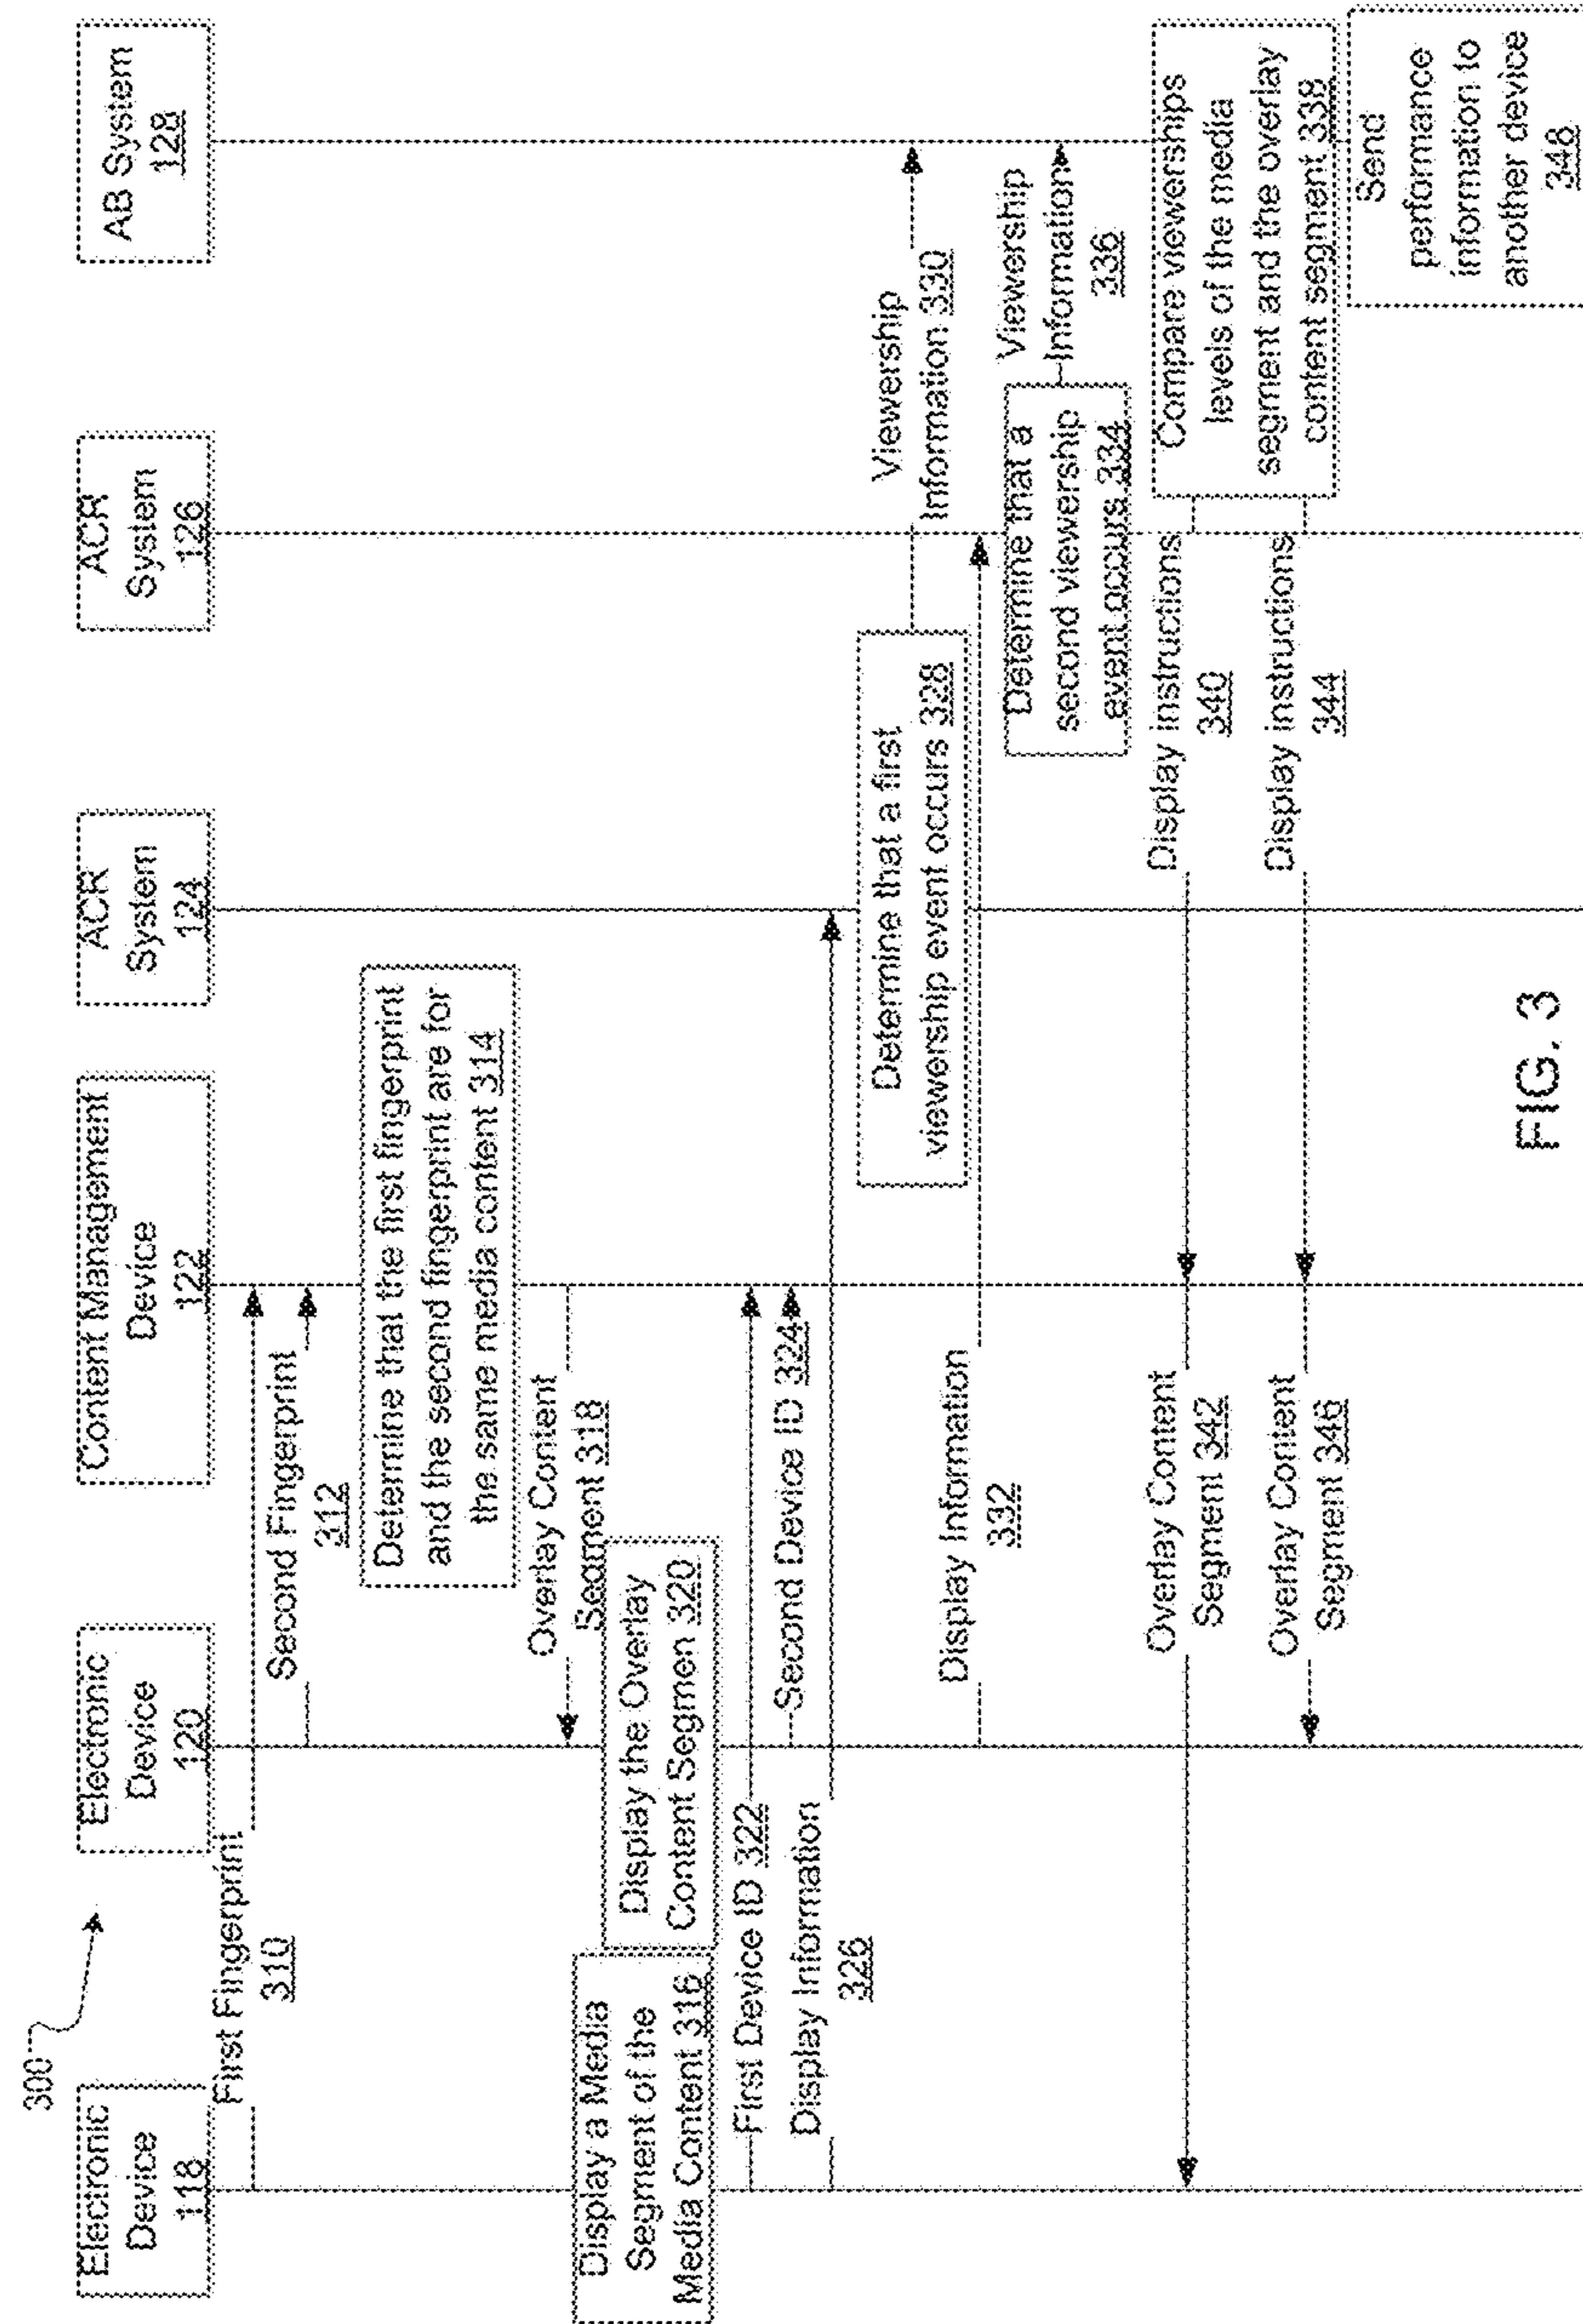 300
Electronic
Device
118
Electronic
Device
120
Content Management
Device
122
ACR
System
124
ACR
System
126
AB System
128
First Fingerprint
310
Second Fingerprint
312
Determine that the first fingerprint
and the second fingerprint are for
the same media content 314
Overlay Content
Segment 318
Display a Media
Segment of the
Media Content 316
Display the Overlay
Content Segmen 320
First Device ID 322
Second Device ID 324
Display Information
326
Determine that a first
viewership event occurs 328
Viewership
Information 330
Display Information
332
Determine that a
second viewership
event occurs 334
Viewership
Information
336
Compare viewerships
levels of the media
segment and the overlay
content segment 338
Display instructions
340
Overlay Content
Segment 342
Display instructions
344
Overlay Content
Segment 346
Send
performance
information to
another device
348
FIG. 3